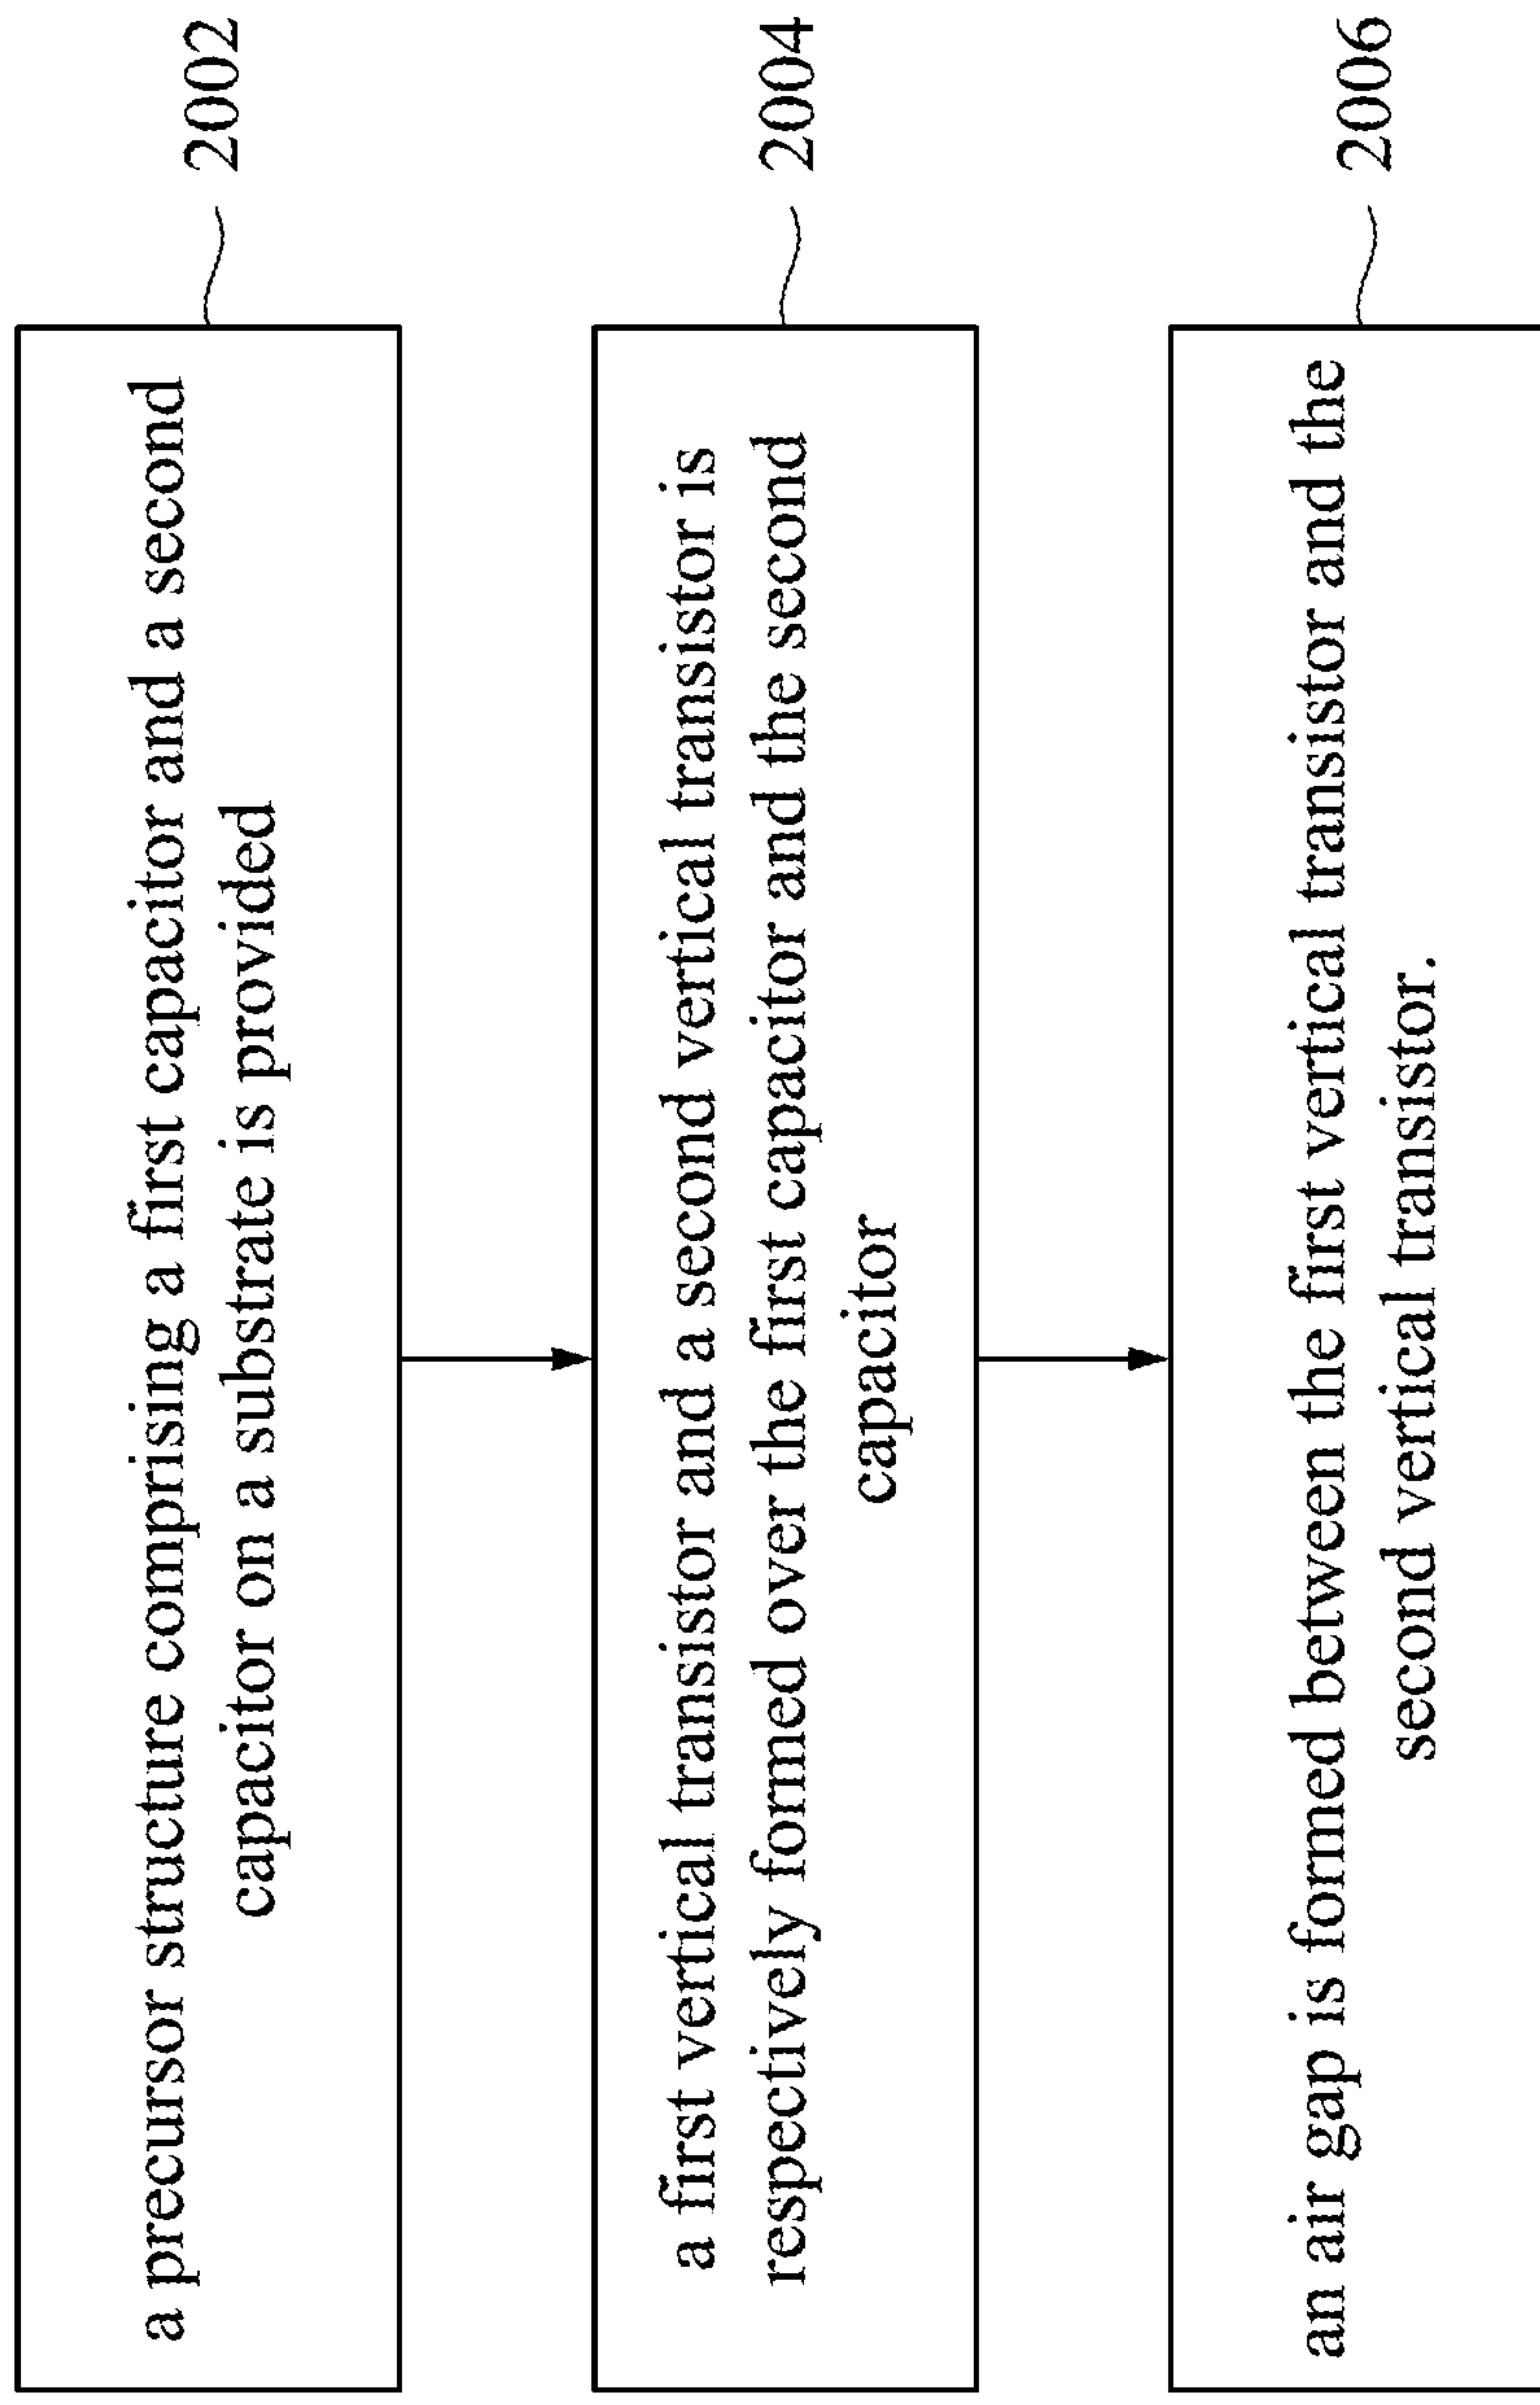 a precursor structure comprising a first capacitor and a second
capacitor on a substrate is provided
2002
a first vertical transistor and a second vertical transistor is
respectively formed over the first capacitor and the second
capacitor
2004
an air gap is formed between the first vertical transistor and the
second vertical transistor.
2006